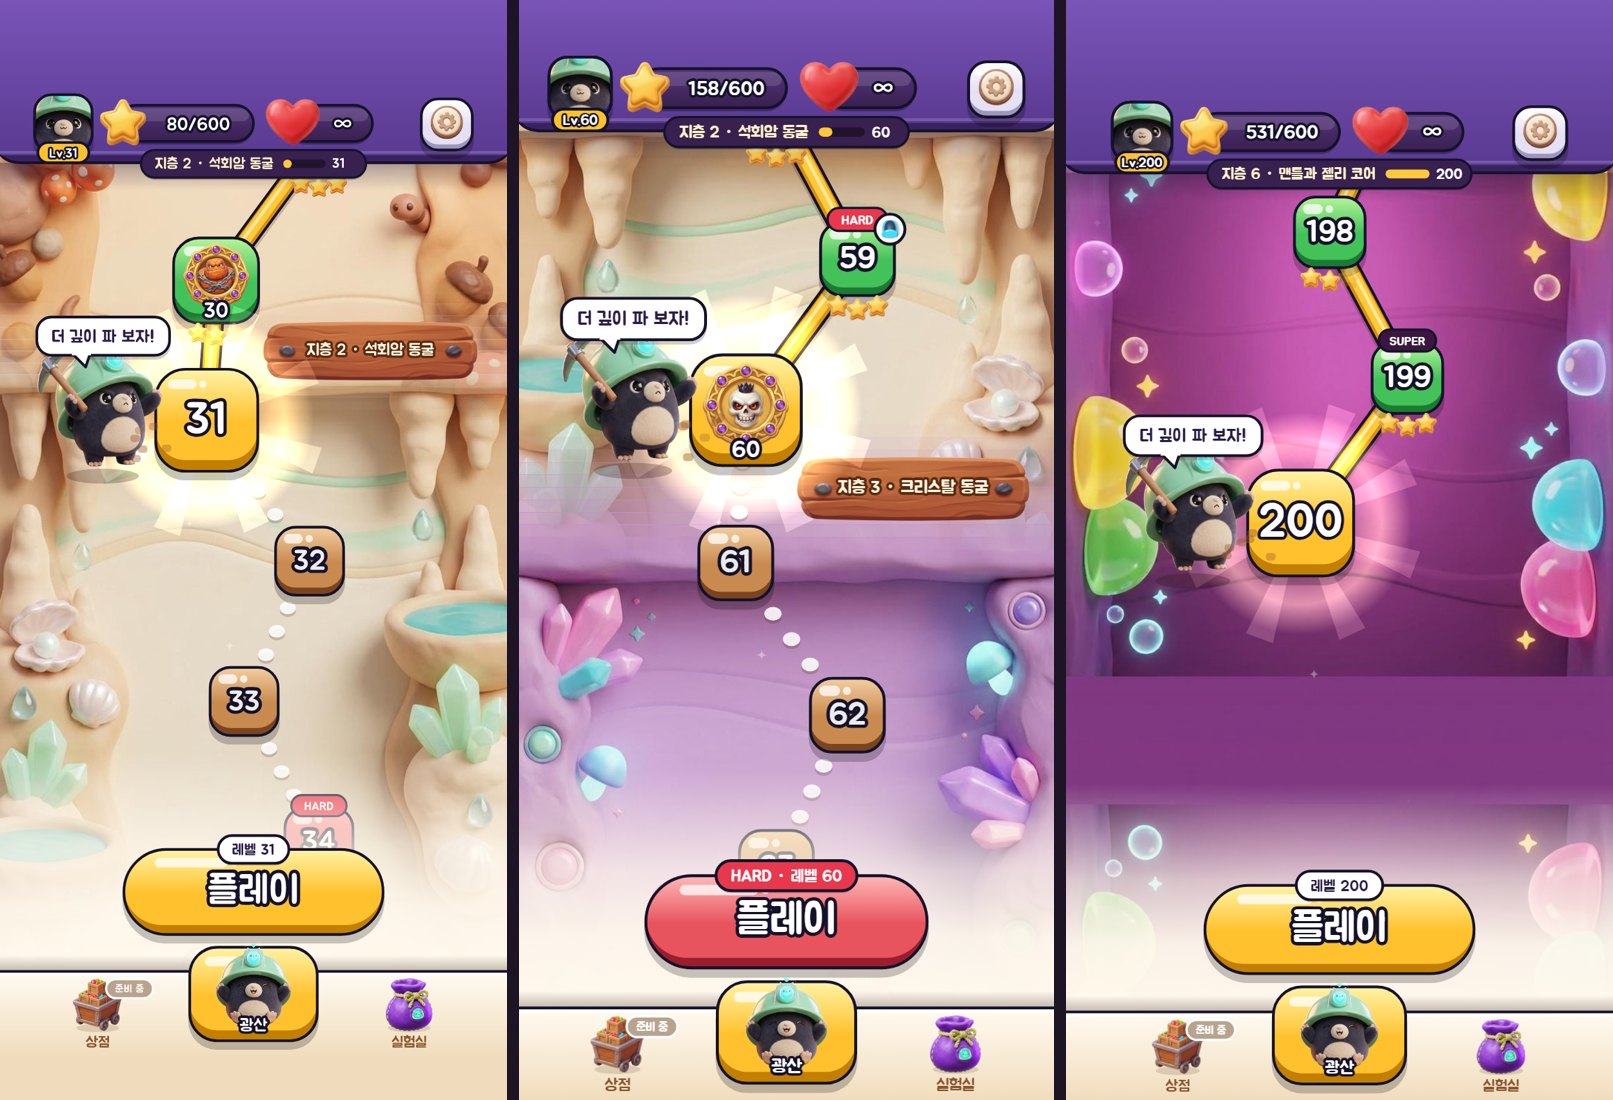 80/600
∞
Lv.31
지층 2 · 석회암 동굴 31
30
더 깊이 파 보자!
지층 2 · 석회암 동굴
31
32
33
HARD
34
레벨 31
플레이
준비 중
상점
광산
실험실
158/600
∞
Lv.60
지층 2 · 석회암 동굴 60
HARD
59
더 깊이 파 보자!
60
지층 3 · 크리스탈 동굴
61
62
HARD · 레벨 60
플레이
준비 중
상점
광산
실험실
531/600
∞
Lv.200
지층 6 · 맨틀과 젤리 코어 200
198
SUPER
199
더 깊이 파 보자!
200
레벨 200
플레이
준비 중
상점
광산
실험실